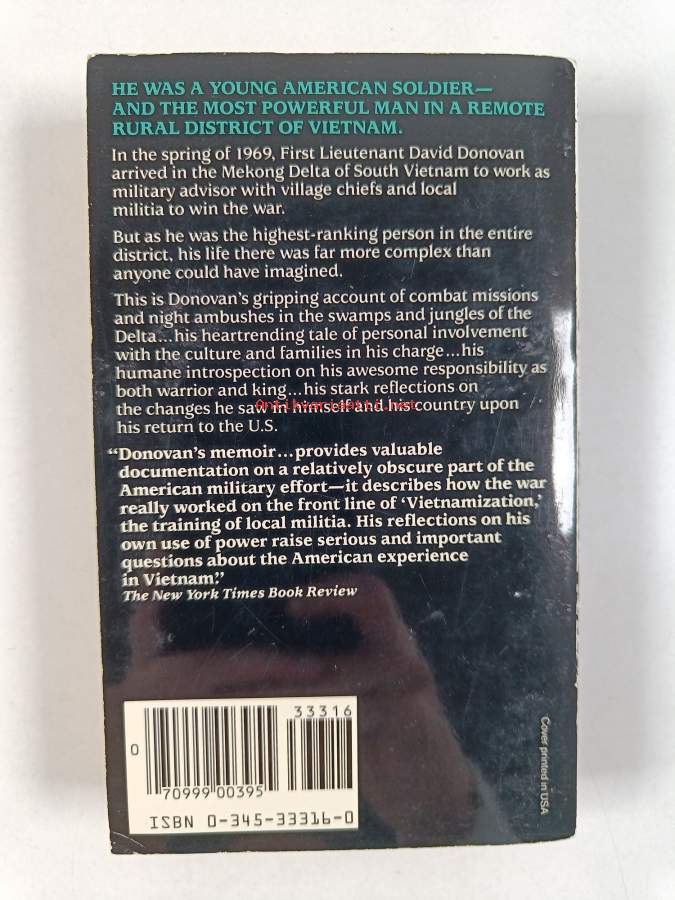 HE WAS A YOUNG AMERICAN SOLDIER—
AND THE MOST POWERFUL MAN IN A REMOTE
RURAL DISTRICT OF VIETNAM.
In the spring of 1969, First Lieutenant David Donovan
arrived in the Mekong Delta of South Vietnam to work as
military advisor with village chiefs and local
militia to win the war.
But as he was the highest-ranking person in the entire
district, his life there was far more complex than
anyone could have imagined.
This is Donovan's gripping account of combat missions
and night ambushes in the swamps and jungles of the
Delta...his heartrending tale of personal involvement
with the culture and families in his charge...his
humane introspection on his awesome responsibility as
both warrior and king...his stark reflections on
the changes he saw in himself and his country upon
his return to the U.S.
“Donovan's memoir...provides valuable
documentation on a relatively obscure part of the
American military effort—it describes how the war
really worked on the front line of ‘Vietnamization,’
the training of local militia. His reflections on his
own use of power raise serious and important
questions about the American experience
in Vietnam.”
The New York Times Book Review
33316
0
70999 00395
ISBN 0-345-33316-0
Cover printed in USA